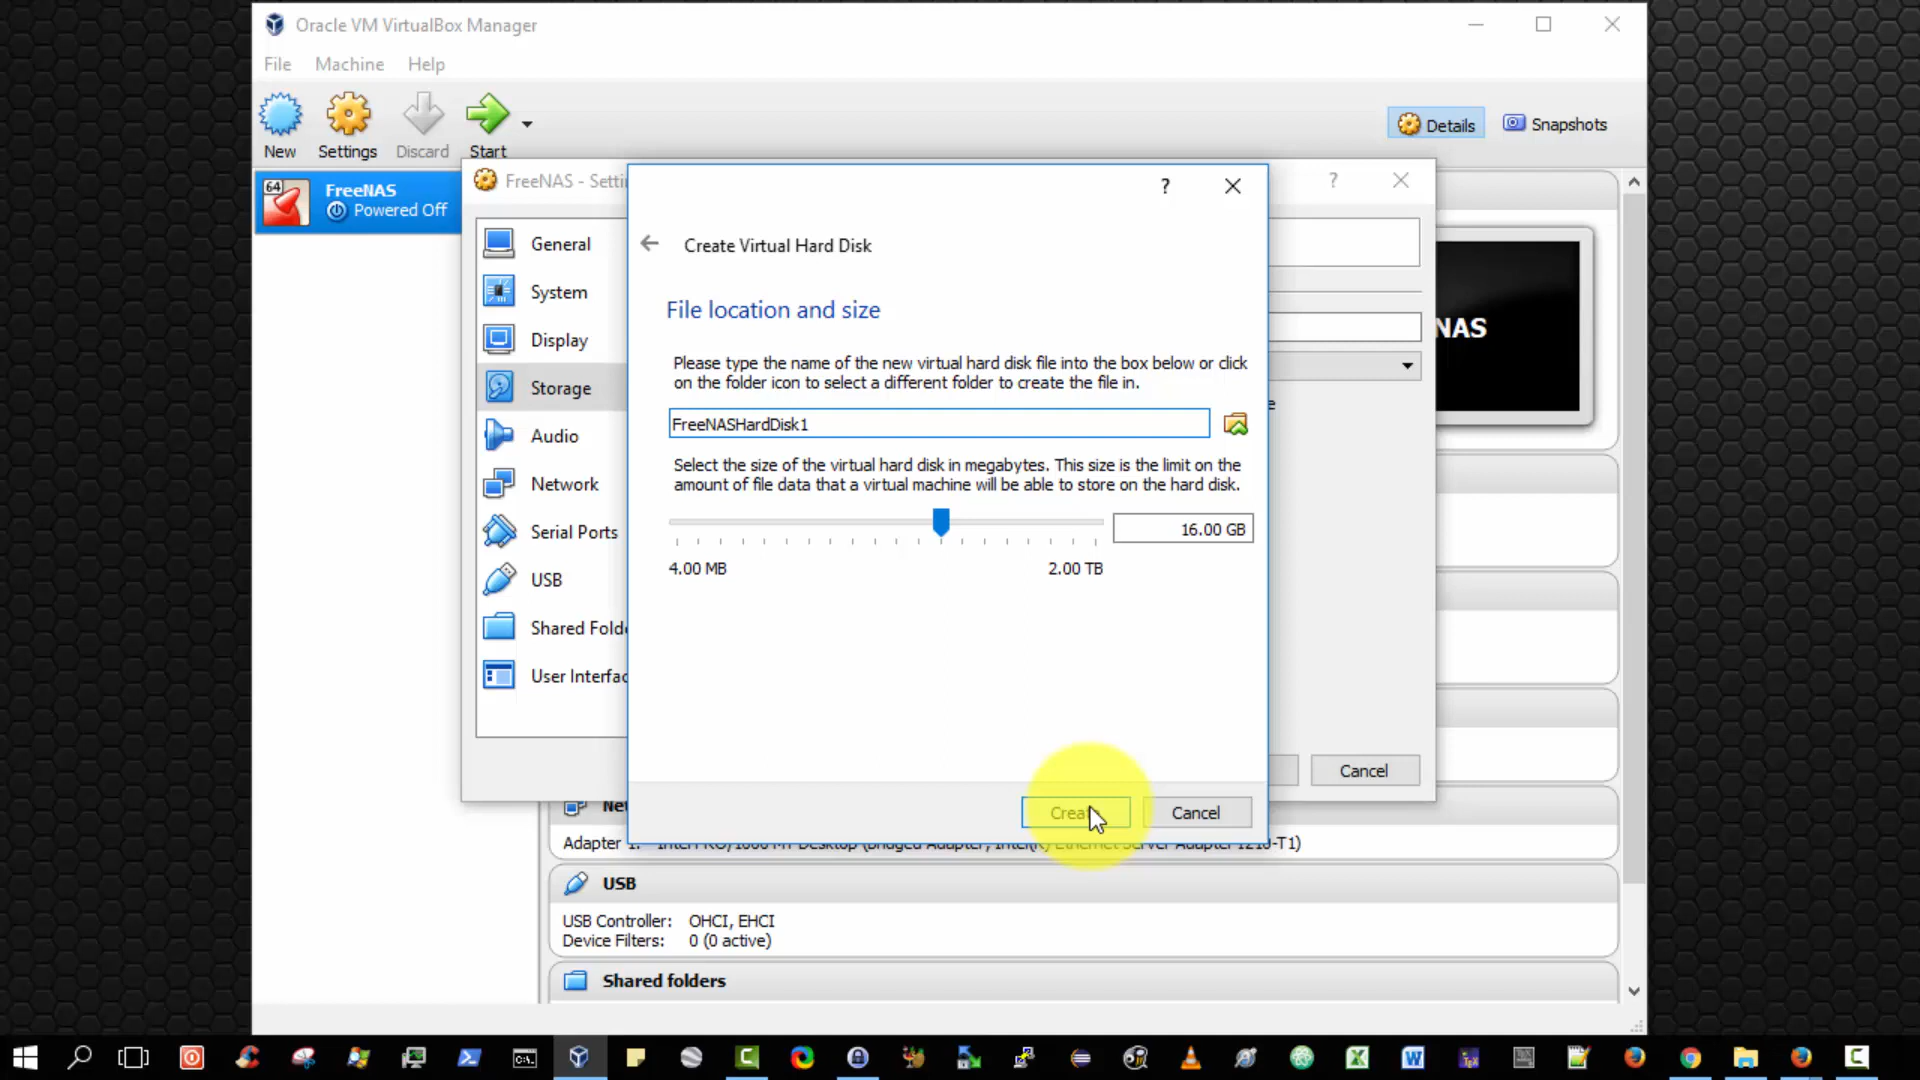 Oracle VM VirtualBox Manager
File Machine Help
New Settings Discard Start
Details Snapshots
64 FreeNAS
Powered Off
FreeNAS - Setti
General
System
Display
Storage
Audio
Network
Serial Ports
USB
Shared Folde
User Interfac
? 
Create Virtual Hard Disk
File location and size
Please type the name of the new virtual hard disk file into the box below or click
on the folder icon to select a different folder to create the file in.
FreeNASHardDisk1
Select the size of the virtual hard disk in megabytes. This size is the limit on the
amount of file data that a virtual machine will be able to store on the hard disk.
16.00 GB
4.00 MB 2.00 TB
Cancel
?
e
NAS
Cancel
Adapter 1:
USB
USB Controller: OHCI, EHCI
Device Filters: 0 (0 active)
Shared folders